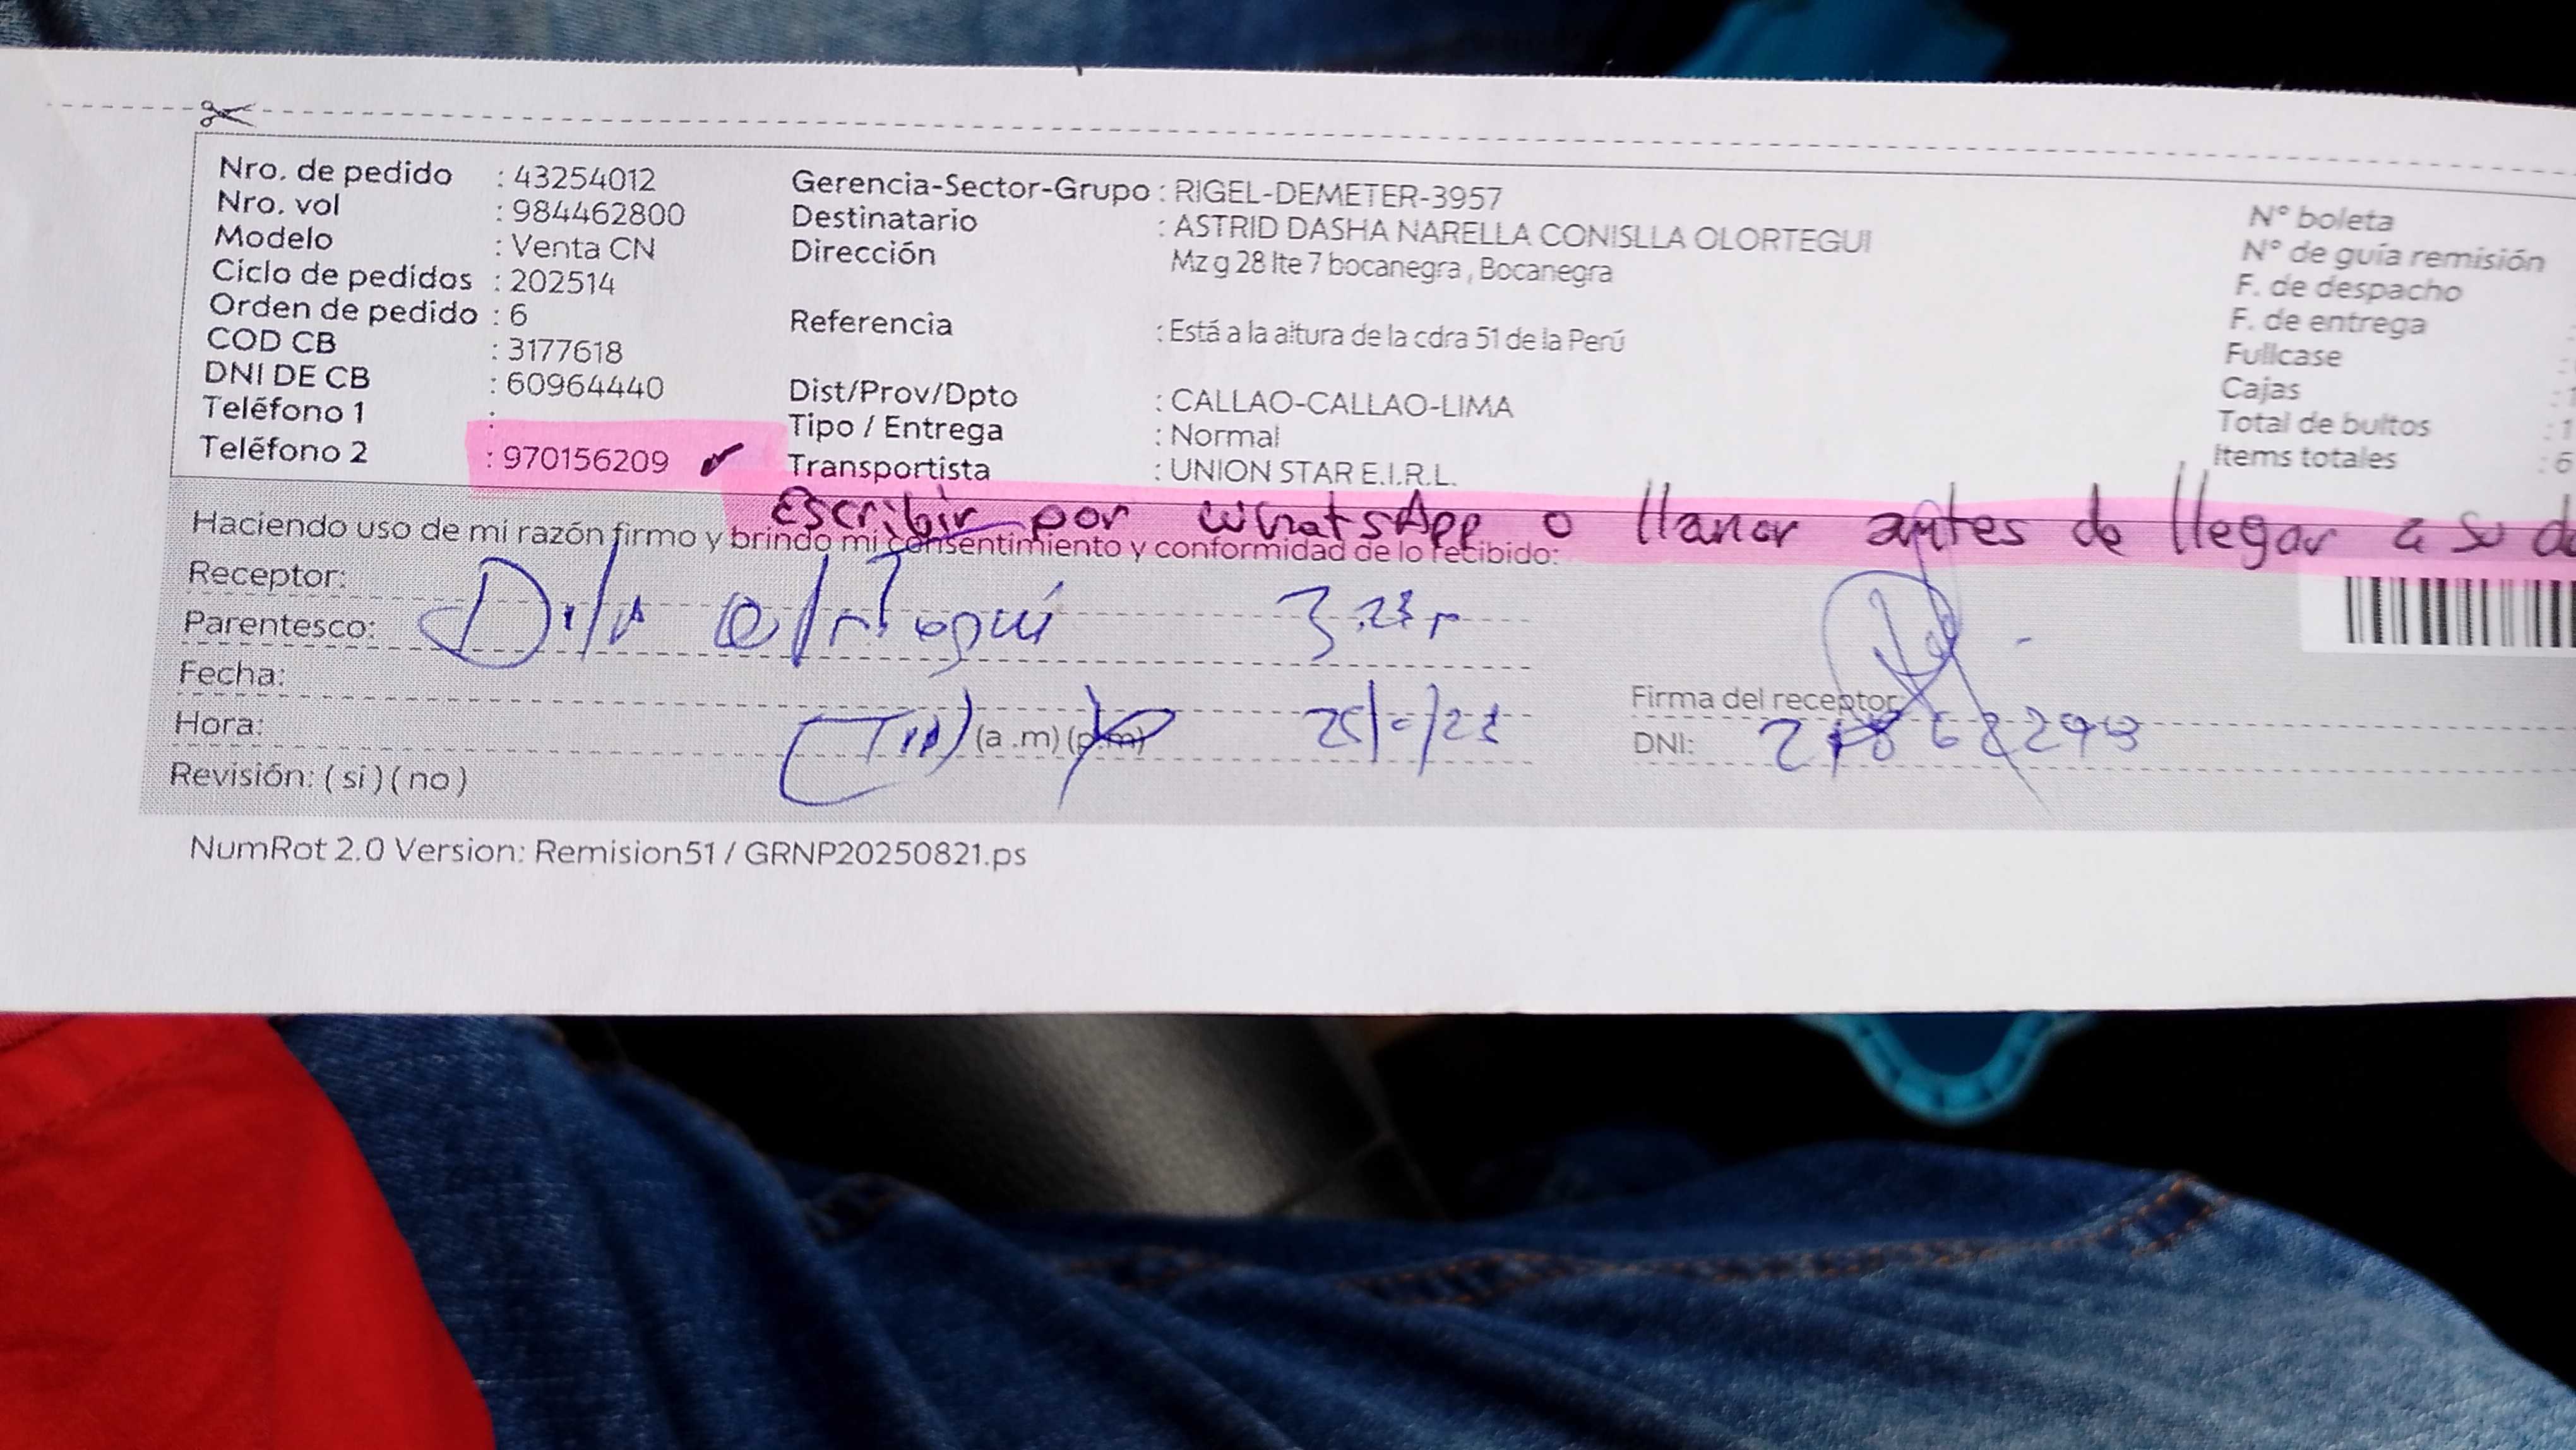 Nro. de pedido : 43254012
Nro. vol : 984462800
Modelo : Venta CN
Ciclo de pedidos : 202514
Orden de pedido : 6
COD CB : 3177618
DNI DE CB : 60964440
Teléfono 1 :
Teléfono 2 : 970156209
Gerencia-Sector-Grupo : RIGEL-DEMETER-3957
Destinatario : ASTRID DASHA NARELLA CONISLLA OLORTEGUI
Dirección Mz g 28 lte 7 bocanegra , Bocanegra
Referencia : Está a la altura de la cdra 51 de la Perú
Dist/Prov/Dpto : CALLAO-CALLAO-LIMA
Tipo / Entrega : Normal
Transportista : UNION STAR E.I.R.L.
N° boleta
N° de guía remisión
F. de despacho
F. de entrega
Fullcase
Cajas : 1
Total de bultos : 1
Items totales : 6
Escribir por WhatsApp o llamar antes de llegar a su
Haciendo uso de mi razón firmo y brindo mi consentimiento y conformidad de lo recibido:
Receptor:
Parentesco:
Fecha:
Hora: (a .m) (p.m)
Revisión: ( si ) ( no )
Firma del receptor
DNI:
NumRot 2.0 Version: Remision51 / GRNP20250821.ps